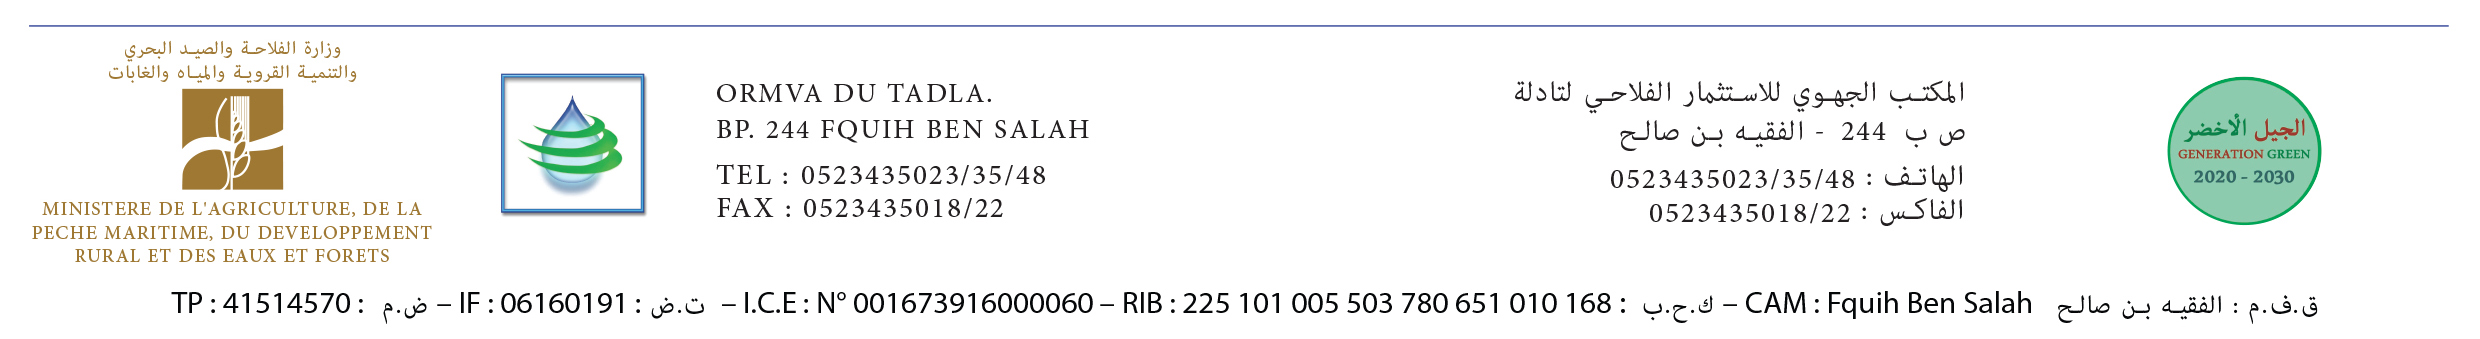 وزارة الفلاحة والصيد البحري
والتنمية القروية والمياه والغابات
MINISTERE DE L'AGRICULTURE, DE LA
PECHE MARITIME, DU DEVELOPPEMENT
RURAL ET DES EAUX ET FORETS
ORMVA DU TADLA.
BP. 244 FQUIH BEN SALAH
TEL : 0523435023/35/48
FAX : 0523435018/22
المكتب الجهوي للاستثمار الفلاحي لتادلة
ص ب 244 - الفقيه بن صالح
الهاتف : 0523435023/35/48
الفاكس : 0523435018/22
الجيل الأخضر
GENERATION GREEN
2020 - 2030
TP : 41514570 : ض.م – IF : 06160191 : ت.ض – I.C.E : N° 001673916000060 – RIB : 225 101 005 503 780 651 010 168 : ك.ح.ب – CAM : Fquih Ben Salah ق.ف.م : الفقيه بن صالح